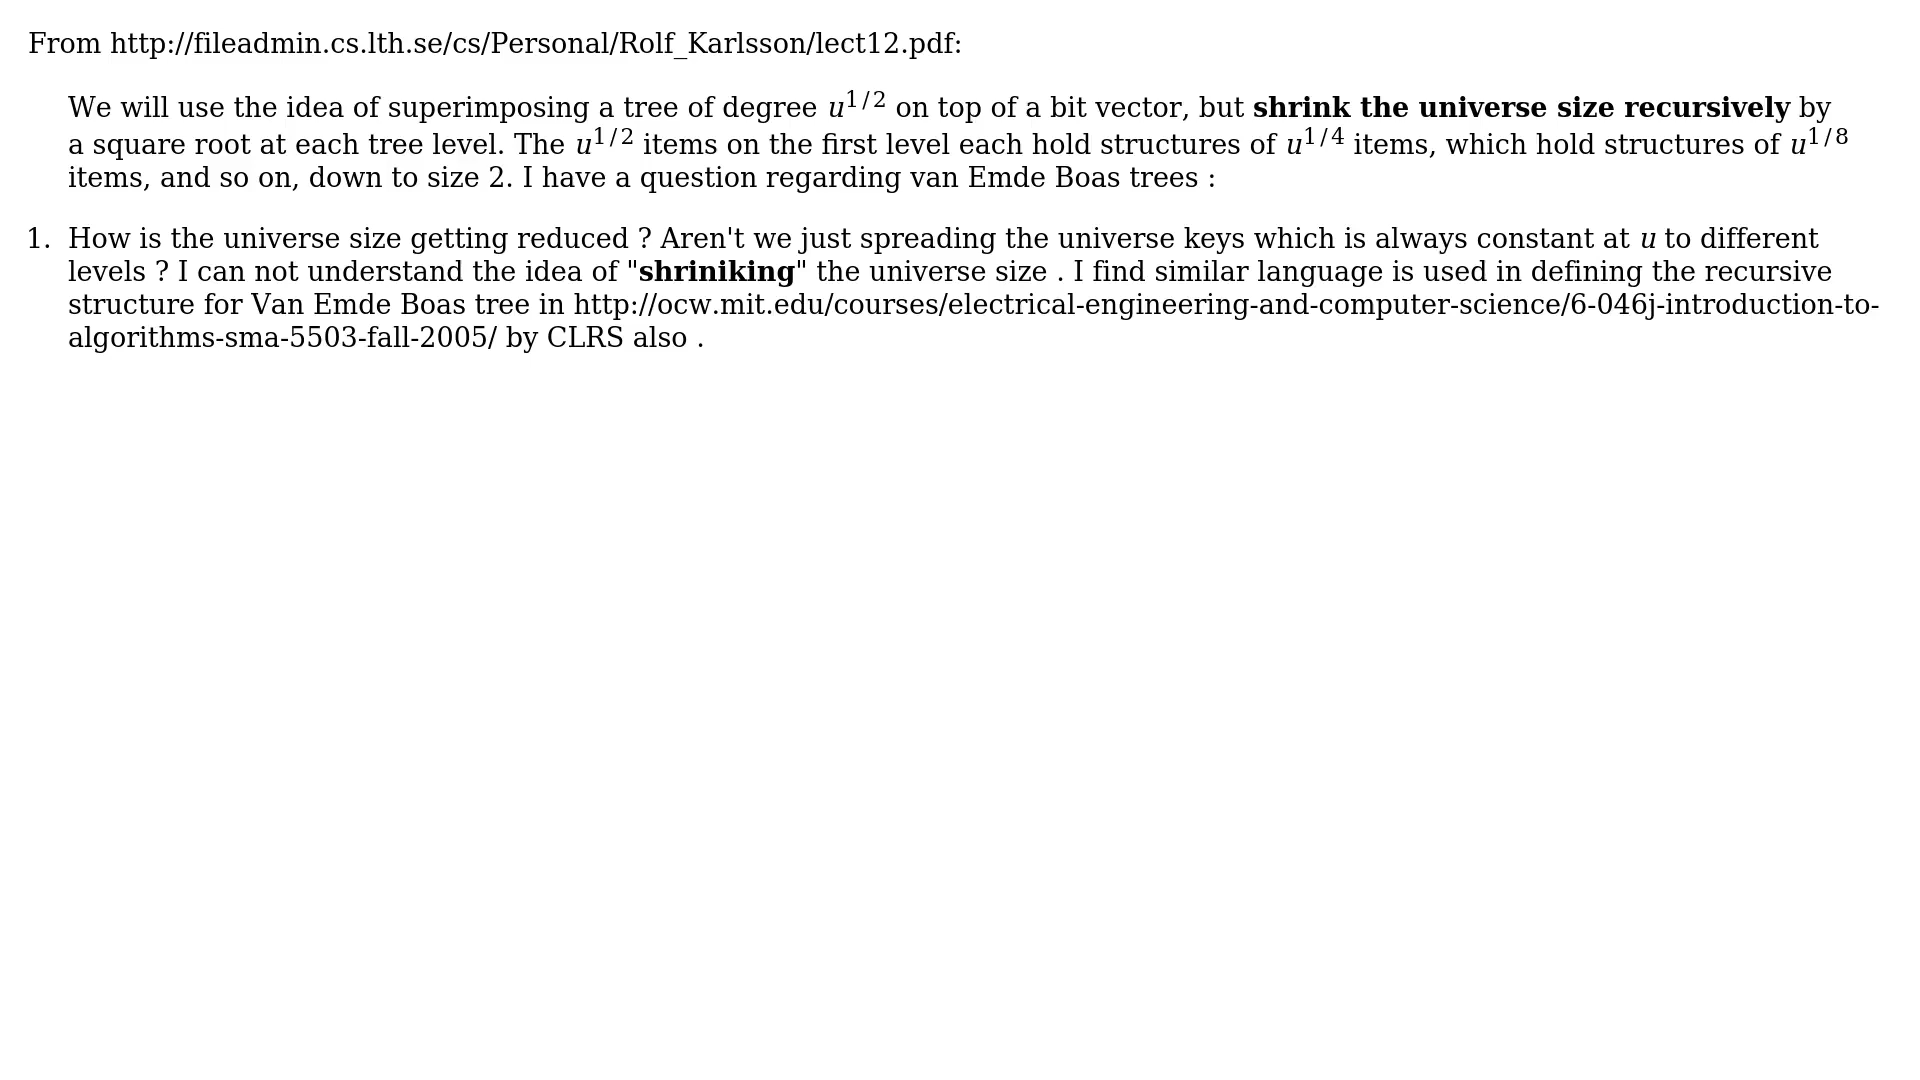 From http://fileadmin.cs.lth.se/cs/Personal/Rolf_Karlsson/lect12.pdf:
We will use the idea of superimposing a tree of degree u^{1/2} on top of a bit vector, but shrink the universe size recursively by
a square root at each tree level. The u^{1/2} items on the first level each hold structures of u^{1/4} items, which hold structures of u^{1/8}
items, and so on, down to size 2. I have a question regarding van Emde Boas trees :
1. How is the universe size getting reduced ? Aren't we just spreading the universe keys which is always constant at u to different
levels ? I can not understand the idea of "shriniking" the universe size . I find similar language is used in defining the recursive
structure for Van Emde Boas tree in http://ocw.mit.edu/courses/electrical-engineering-and-computer-science/6-046j-introduction-to-
algorithms-sma-5503-fall-2005/ by CLRS also .